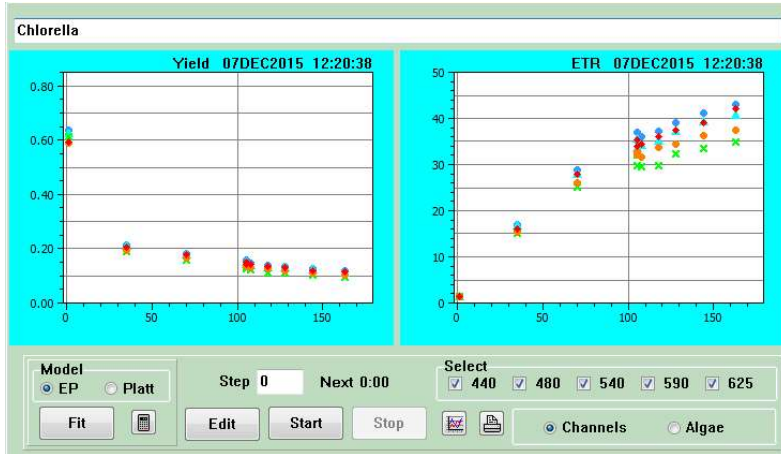 Chlorella
Yield 07DEC2015 12:20:38
0.80
0.60
0.40
0.20
0.00
0 50 100 150
ETR 07DEC2015 12:20:38
50
40
30
20
10
0
0 50 100 150
Model
EP Platt
Fit
Step 0 Next 0:00
Edit Start Stop
Select
440 480 540 590 625
Channels Algae